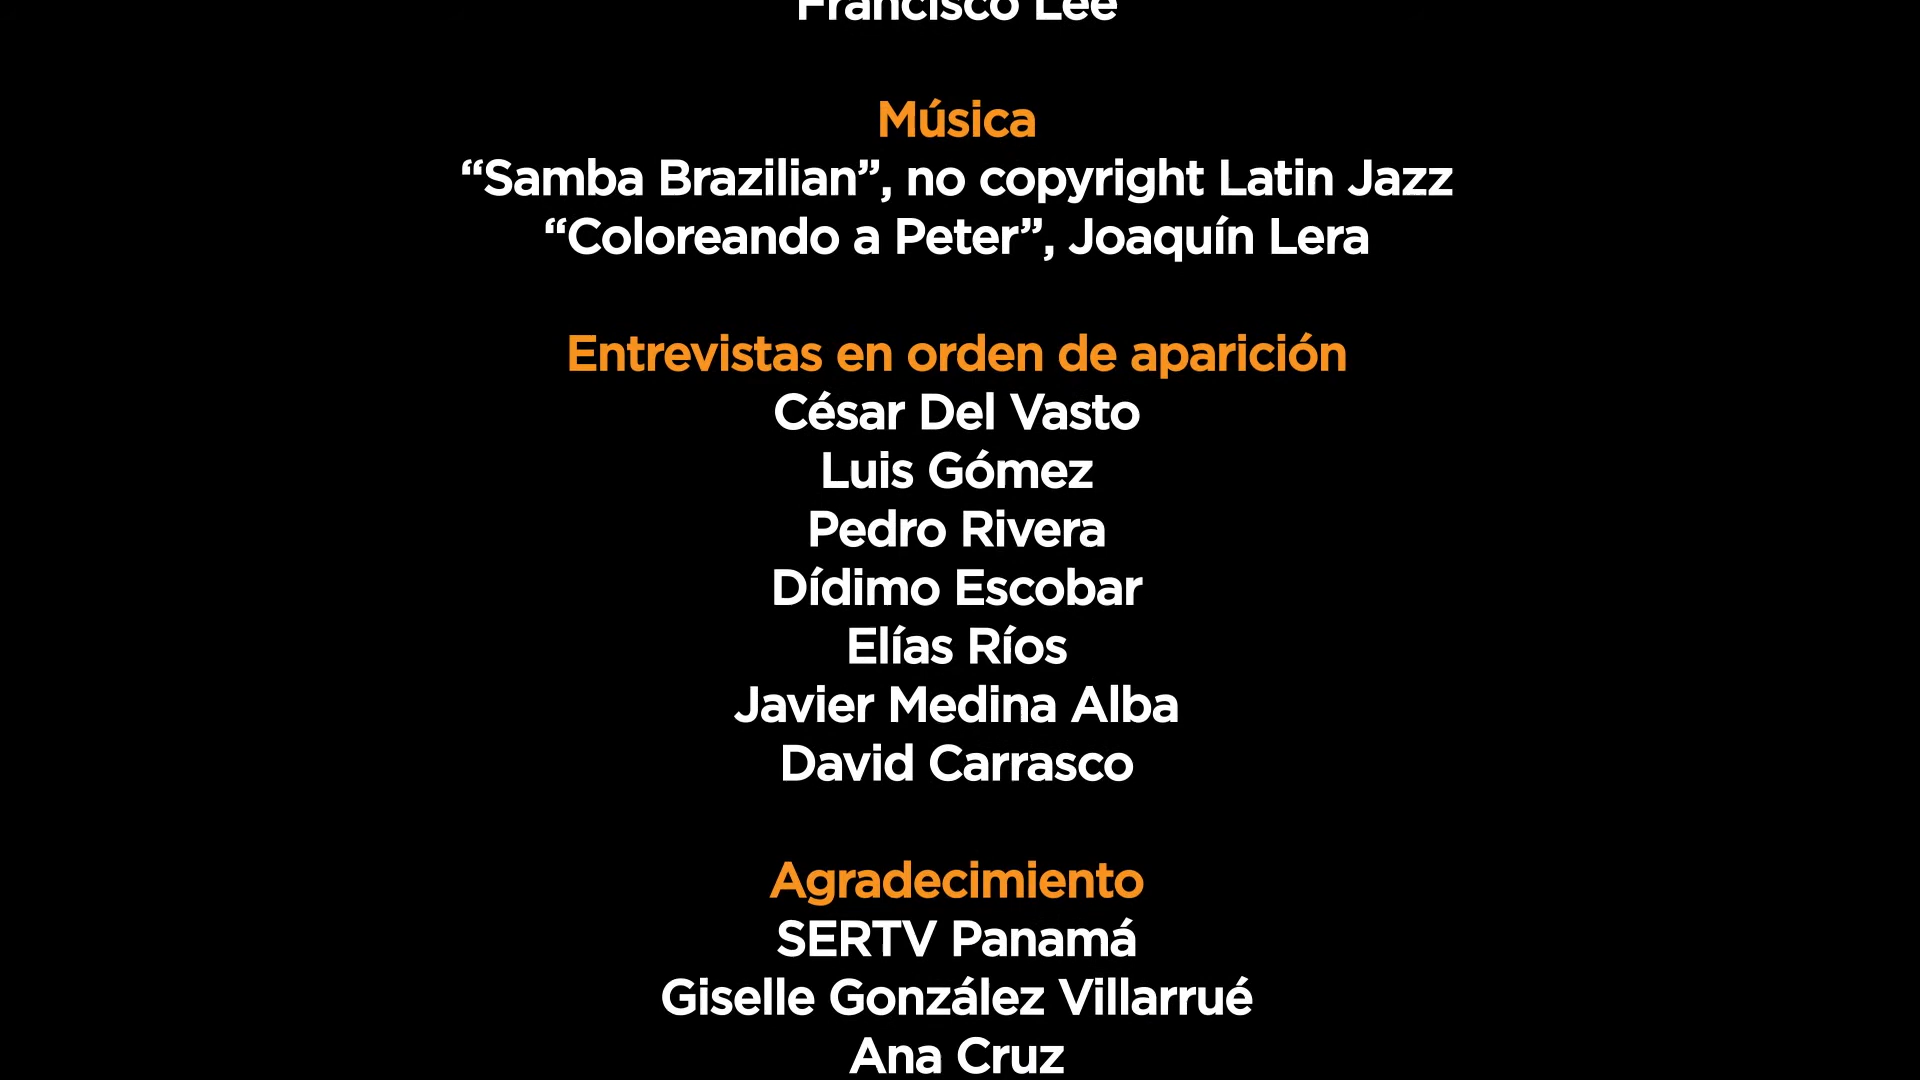 Francisco Lee
Música
“Samba Brazilian”, no copyright Latin Jazz
“Coloreando a Peter”, Joaquín Lera
Entrevistas en orden de aparición
César Del Vasto
Luis Gómez
Pedro Rivera
Dídimo Escobar
Elías Ríos
Javier Medina Alba
David Carrasco
Agradecimiento
SERTV Panamá
Giselle González Villarrué
Ana Cruz